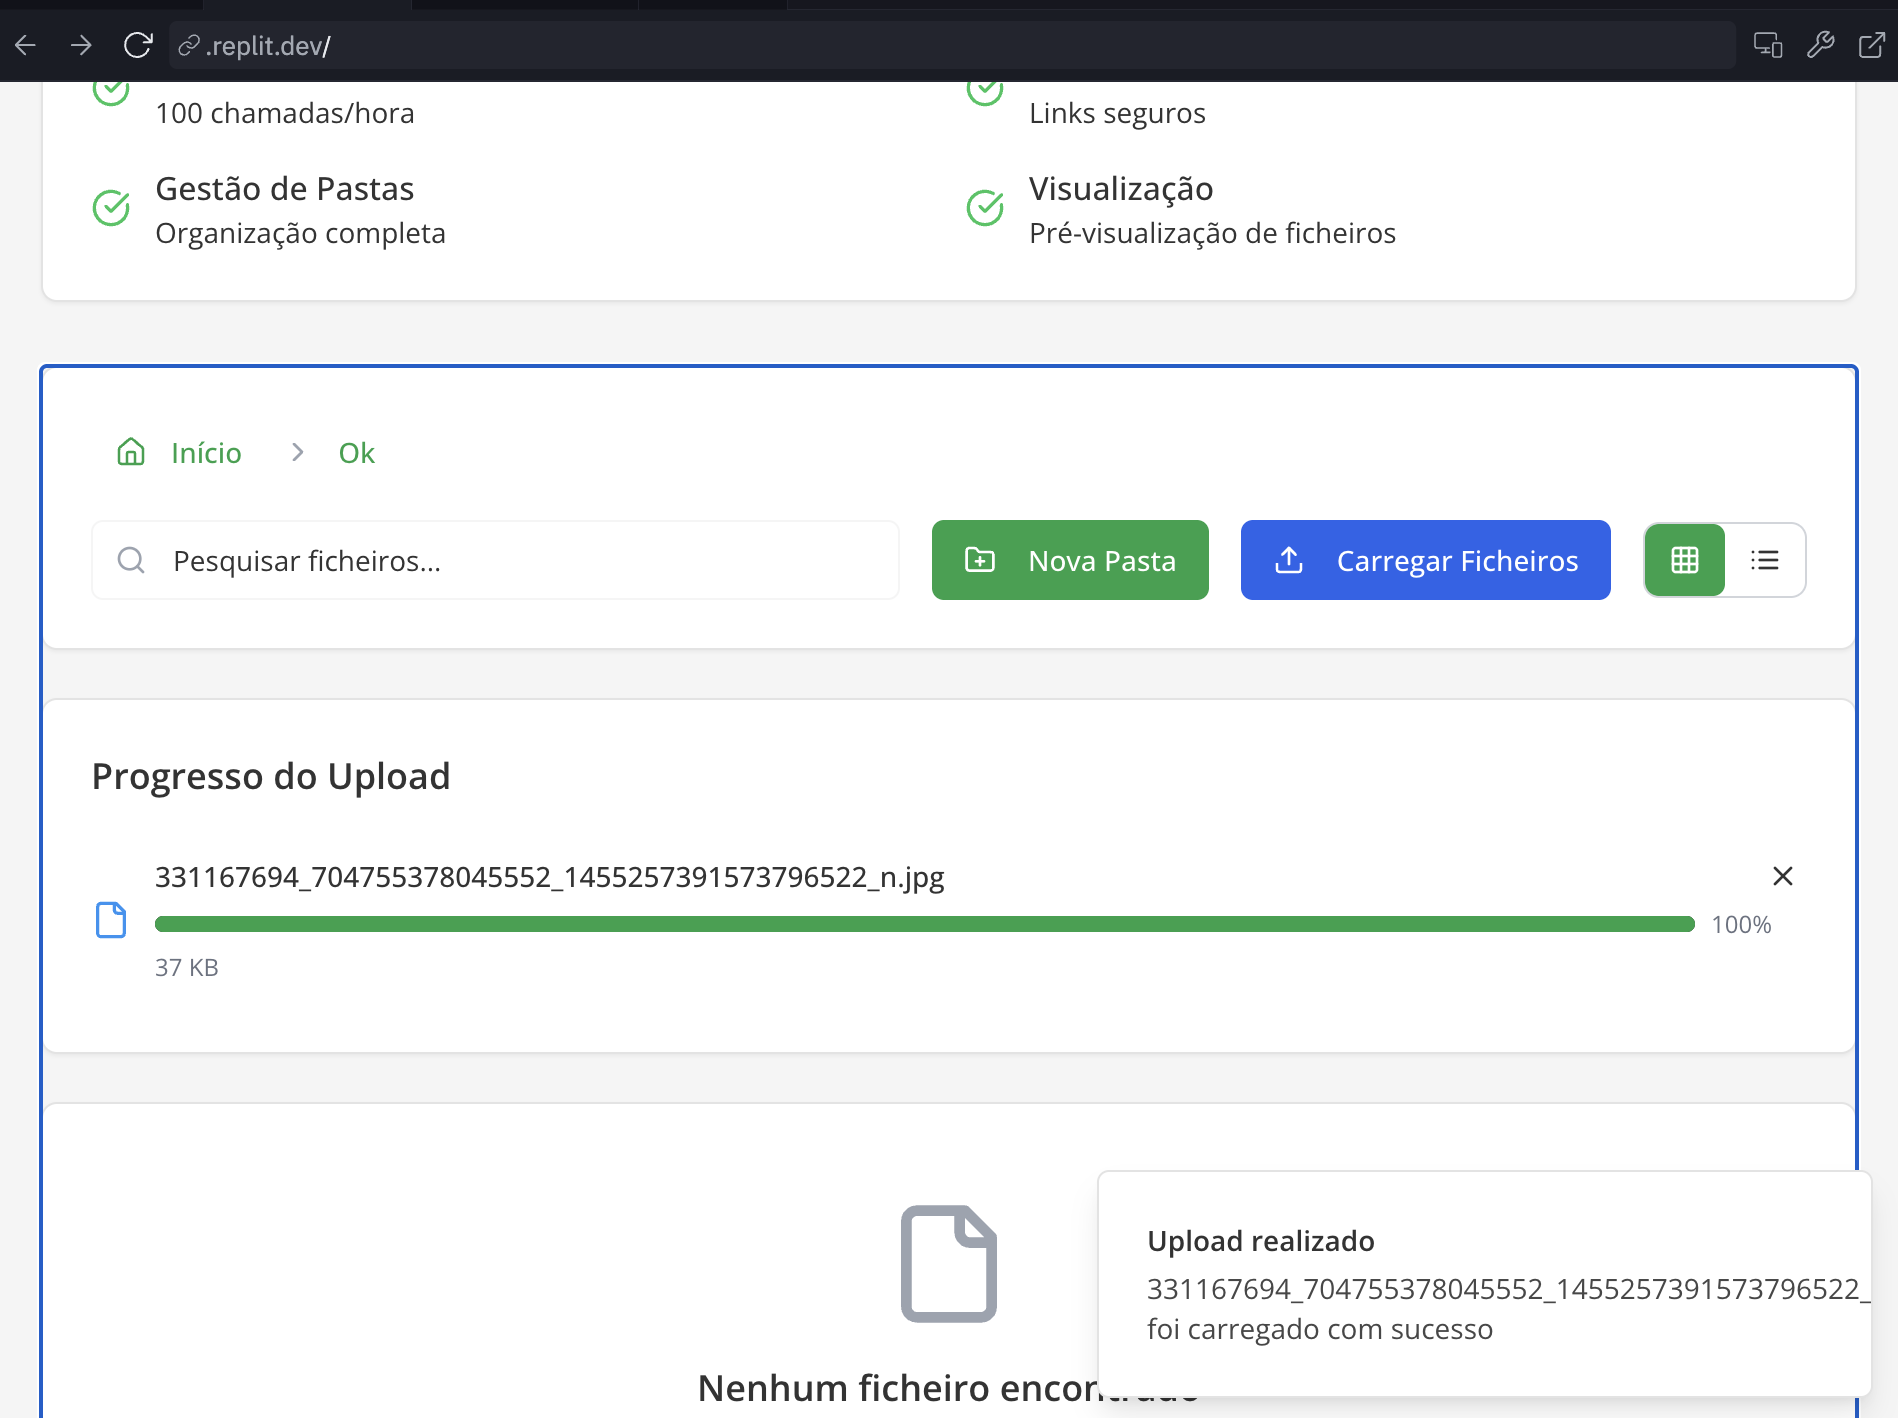 .replit.dev/
100 chamadas/hora
Links seguros
Gestão de Pastas
Organização completa
Visualização
Pré-visualização de ficheiros
Início > Ok
Pesquisar ficheiros...
Nova Pasta
Carregar Ficheiros
Progresso do Upload
331167694_704755378045552_1455257391573796522_n.jpg
100%
37 KB
Upload realizado
331167694_704755378045552_1455257391573796522_
foi carregado com sucesso
Nenhum ficheiro